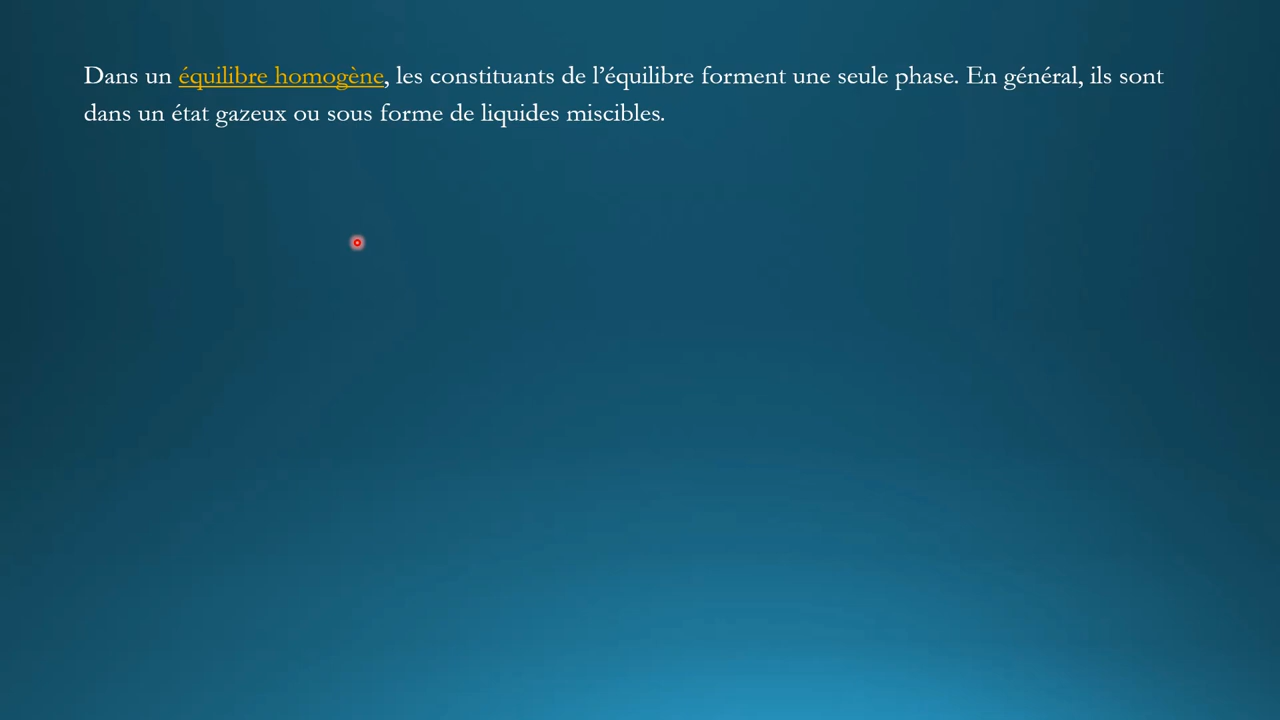 Dans un équilibre homogène, les constituants de l’équilibre forment une seule phase. En général, ils sont
dans un état gazeux ou sous forme de liquides miscibles.